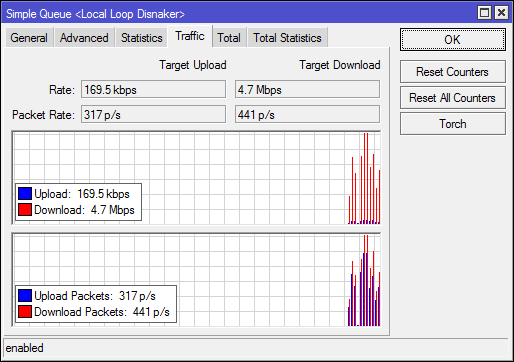 Simple Queue <Local Loop Disnaker>
General Advanced Statistics Traffic Total Total Statistics
OK
Reset Counters
Reset All Counters
Torch
Target Upload Target Download
Rate: 169.5 kbps 4.7 Mbps
Packet Rate: 317 p/s 441 p/s
Upload: 169.5 kbps
Download: 4.7 Mbps
Upload Packets: 317 p/s
Download Packets: 441 p/s
enabled